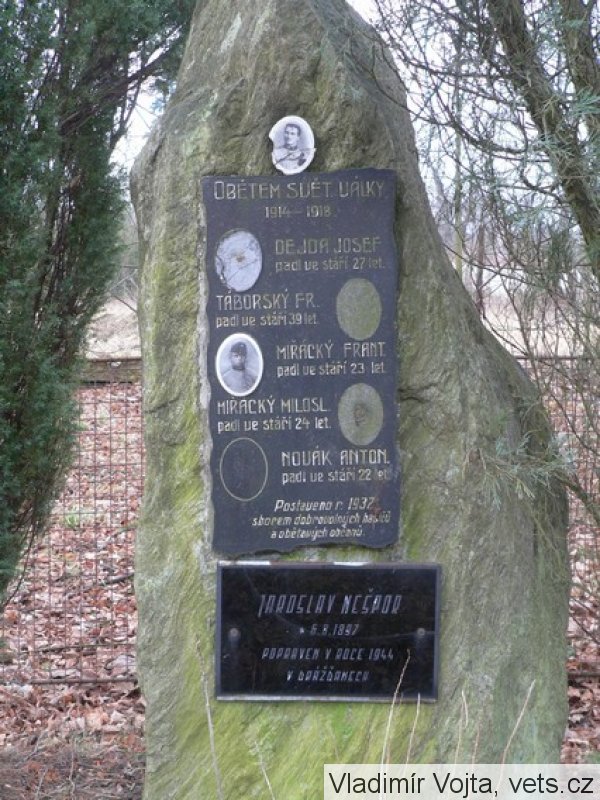 OBĚTEM SVĚT. VÁLKY
1914 - 1918.
DEJDA JOSEF
padl ve stáří 27 let.
TÁBORSKÝ FR.
padl ve stáří 39 let.
MIŘÁCKÝ FRANT.
padl ve stáří 23 let.
MIŘÁCKÝ MILOSL.
padl ve stáří 24 let.
NOVÁK ANTON.
padl ve stáří 22 let.
Postaveno r. 1937
sborem dobrovolných hasičů
a obětavých občanů
JAROSLAV NEŠPOR
* 6.8.1897
POPRAVEN V ROCE 1944
V DRÁŽĎANECH
Vladimír Vojta, vets.cz